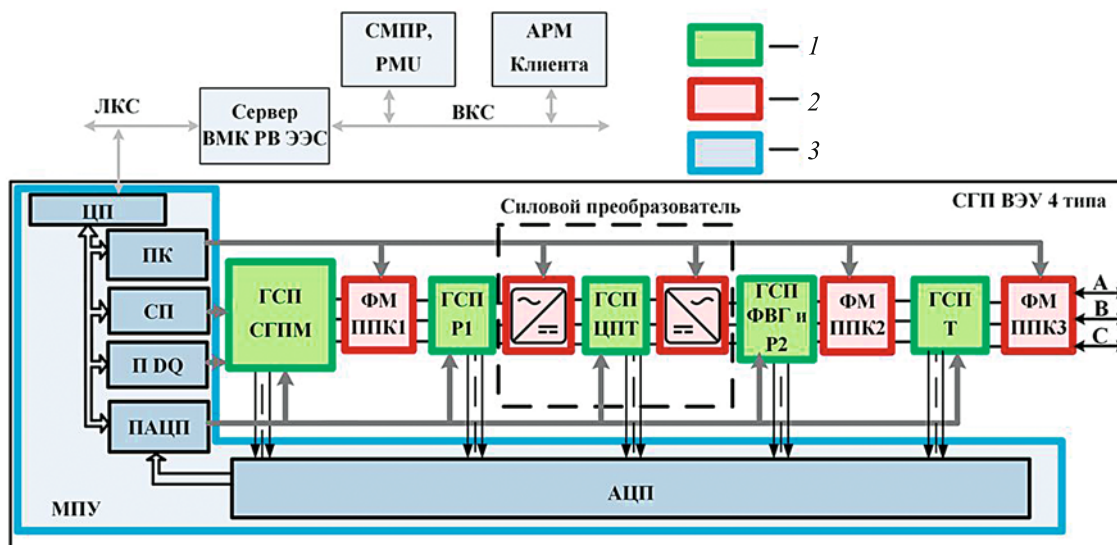 СМПР,
PMU
АРМ
Клиента
1
2
3
ЛКС
Сервер
ВМК РВ ЭЭС
ВКС
СГП ВЭУ 4 типа
Силовой преобразователь
ЦП
ПК
СП
П DQ
ПАЦП
ГСП
СГПМ
ФМ
ППК1
ГСП
Р1
ГСП
ЦПТ
ГСП
ФВГ и
Р2
ФМ
ППК2
ГСП
Т
ФМ
ППК3
A
B
C
МПУ
АЦП